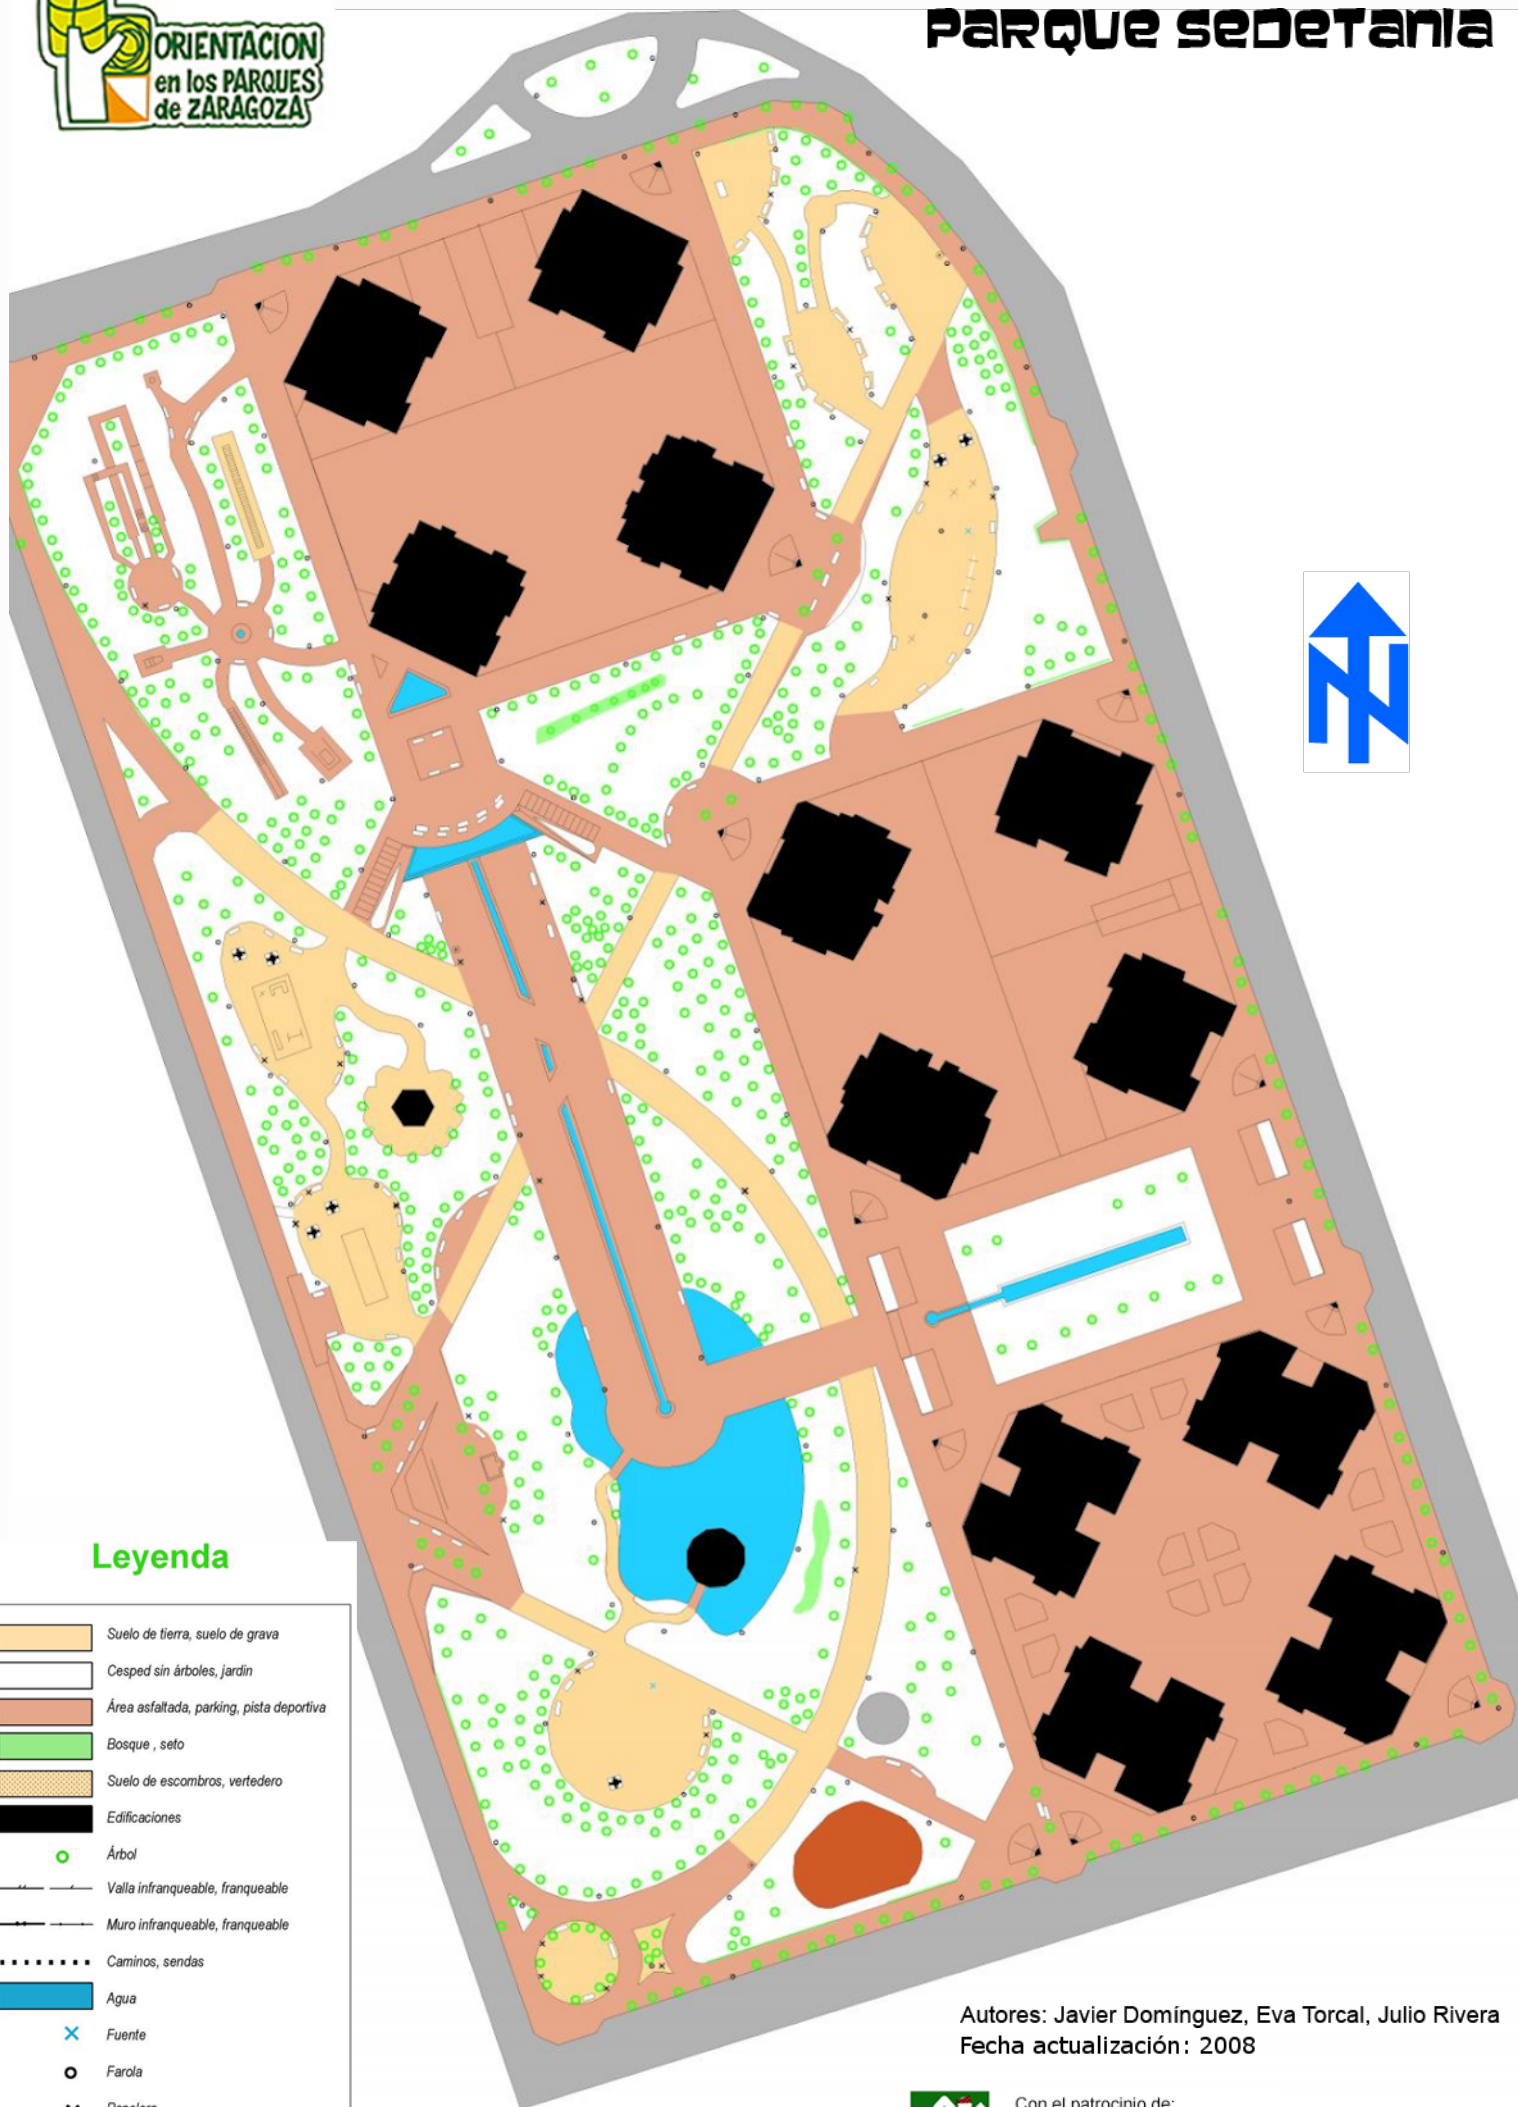 ORIENTACION
en los PARQUES
de ZARAGOZA
PARQUE SEDETANIA
N
Leyenda
Suelo de tierra, suelo de grava
Cesped sin árboles, jardin
Área asfaltada, parking, pista deportiva
Bosque , seto
Suelo de escombros, vertedero
Edificaciones
Árbol
Valla infranqueable, franqueable
Muro infranqueable, franqueable
Caminos, sendas
Agua
Fuente
Farola
Papelera
Autores: Javier Domínguez, Eva Torcal, Julio Rivera
Fecha actualización: 2008
Con el patrocinio de: